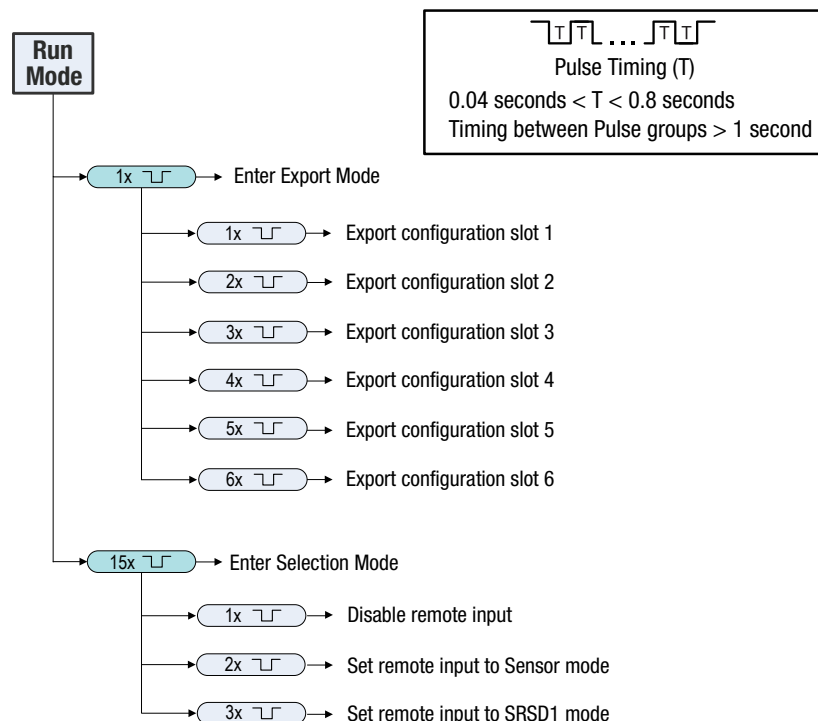 Run
Mode
T T ... T T
Pulse Timing (T)
0.04 seconds < T < 0.8 seconds
Timing between Pulse groups > 1 second
1x Enter Export Mode
1x Export configuration slot 1
2x Export configuration slot 2
3x Export configuration slot 3
4x Export configuration slot 4
5x Export configuration slot 5
6x Export configuration slot 6
15x Enter Selection Mode
1x Disable remote input
2x Set remote input to Sensor mode
3x Set remote input to SRSD1 mode